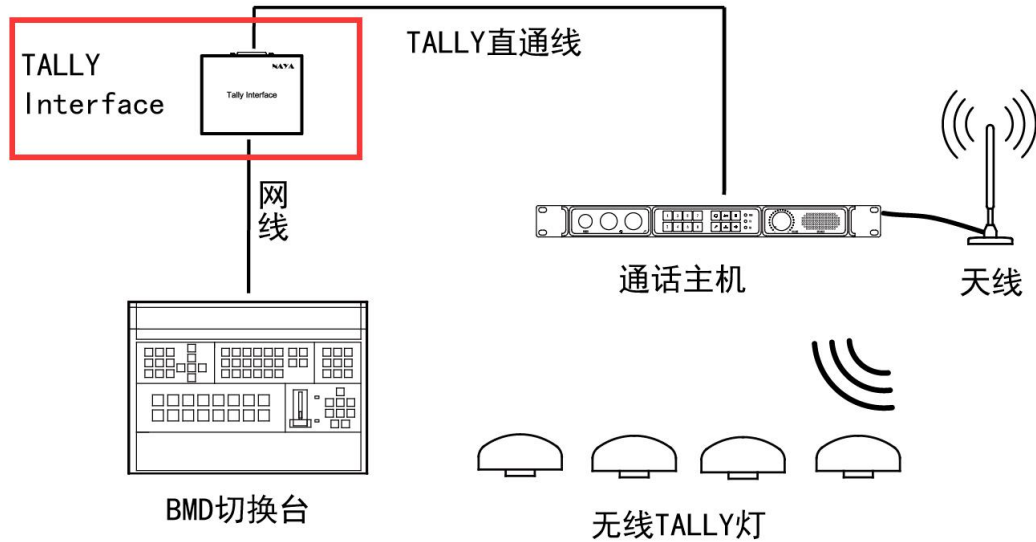 TALLY直通线
TALLY
Interface
NAYA
Tally Interface
网
线
通话主机
天线
BMD切换台
无线TALLY灯